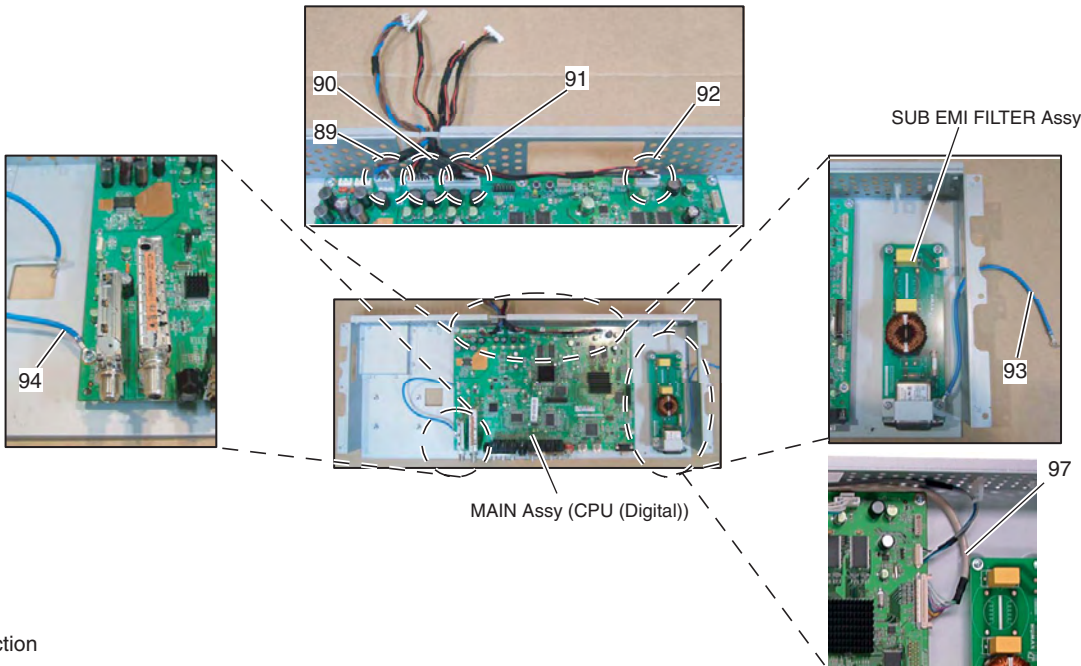 90
91
92
89
SUB EMI FILTER Assy
94
93
MAIN Assy (CPU (Digital))
97
ction